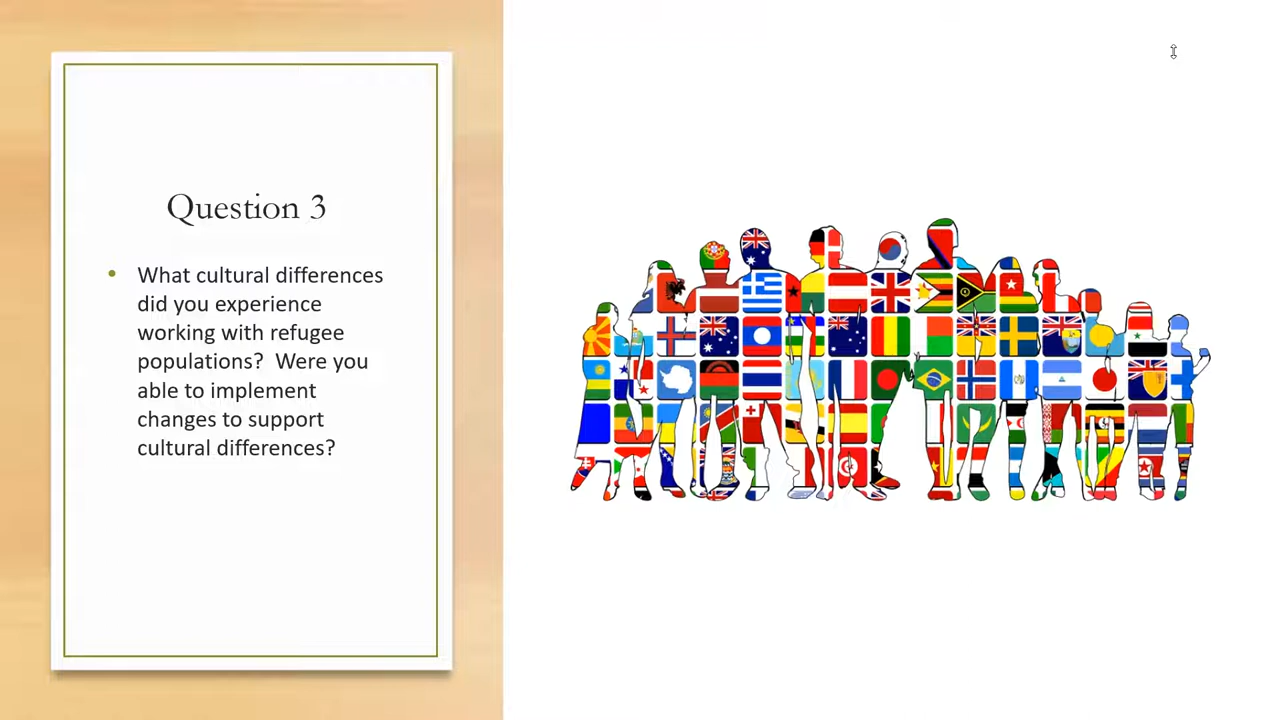 Question 3
• What cultural differences
did you experience
working with refugee
populations?  Were you
able to implement
changes to support
cultural differences?